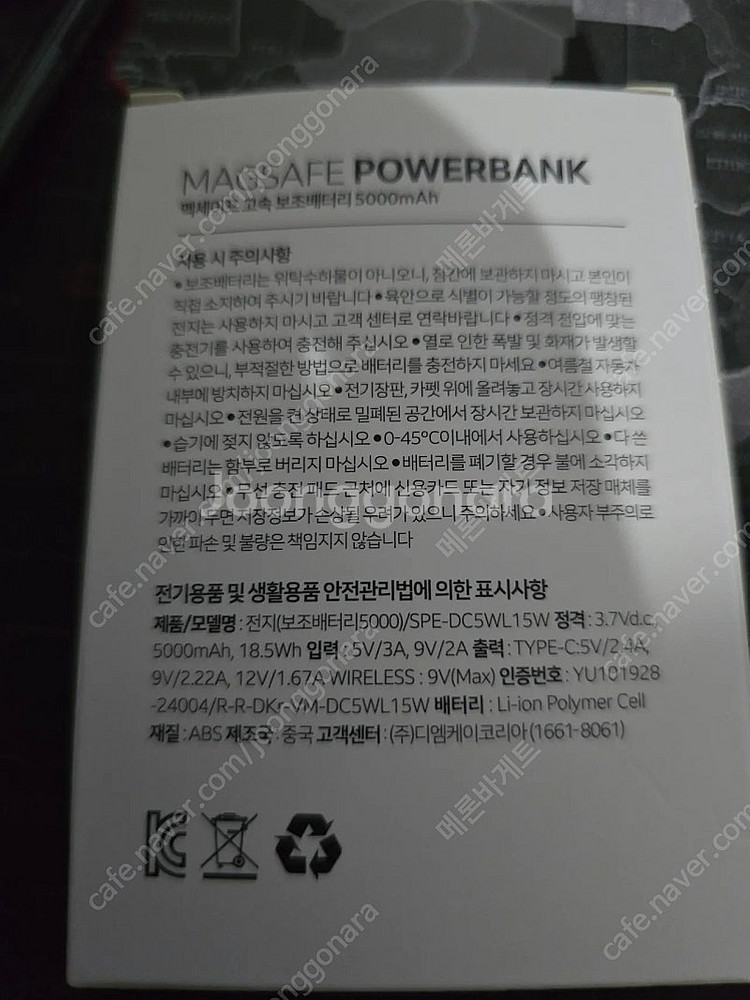 MAGSAFE POWERBANK
맥세이프 고속 보조배터리 5000mAh
사용 시 주의사항
• 보조배터리는 위탁수하물이 아니오니, 짐칸에 보관하지 마시고 본인이
직접 소지하여 주시기 바랍니다 • 육안으로 식별이 가능할 정도의 팽창된
전지는 사용하지 마시고 고객 센터로 연락바랍니다 • 정격 전압에 맞는
충전기를 사용하여 충전해 주십시오 • 열로 인한 폭발 및 화재가 발생할
수 있으니, 부적절한 방법으로 배터리를 충전하지 마세요 • 여름철 자동차
내부에 방치하지 마십시오 • 전기장판, 카펫 위에 올려놓고 장시간 사용하지
마십시오 • 전원을 켠 상태로 밀폐된 공간에서 장시간 보관하지 마십시오
• 습기에 젖지 않도록 하십시오 • 0-45℃이내에서 사용하십시오 • 다 쓴
배터리는 함부로 버리지 마십시오 • 배터리를 폐기할 경우 불에 소각하지
마십시오 • 무선 충전 패드 근처에 신용카드 또는 자기 정보 저장 매체를
가까이 두면 저장정보가 손상될 우려가 있으니 주의하세요 • 사용자 부주의로
인한 파손 및 불량은 책임지지 않습니다
전기용품 및 생활용품 안전관리법에 의한 표시사항
제품/모델명 : 전지(보조배터리5000)/SPE-DC5WL15W 정격 : 3.7Vd.c,
5000mAh, 18.5Wh 입력 : 5V/3A, 9V/2A 출력 : TYPE-C:5V/2.4A,
9V/2.22A, 12V/1.67A WIRELESS : 9V(Max) 인증번호 : YU101928
-24004/R-R-DKr-VM-DC5WL15W 배터리 : Li-ion Polymer Cell
재질 : ABS 제조국 : 중국 고객센터 : (주)디엠케이코리아 (1661-8061)
Joonggonara
cafe.naver.com/joonggonara
메론바게트